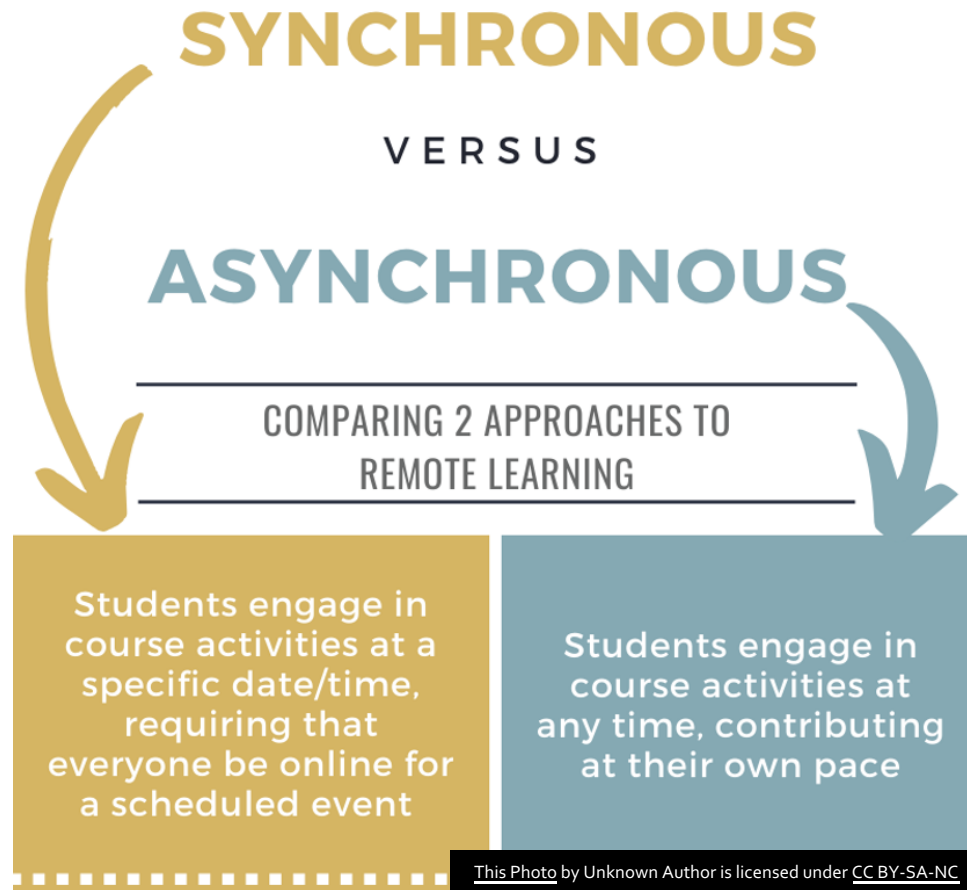 SYNCHRONOUS
VERSUS
ASYNCHRONOUS
COMPARING 2 APPROACHES TO
REMOTE LEARNING
Students engage in
course activities at a
specific date/time,
requiring that
everyone be online for
a scheduled event
Students engage in
course activities at
any time, contributing
at their own pace
This Photo by Unknown Author is licensed under CC BY-SA-NC